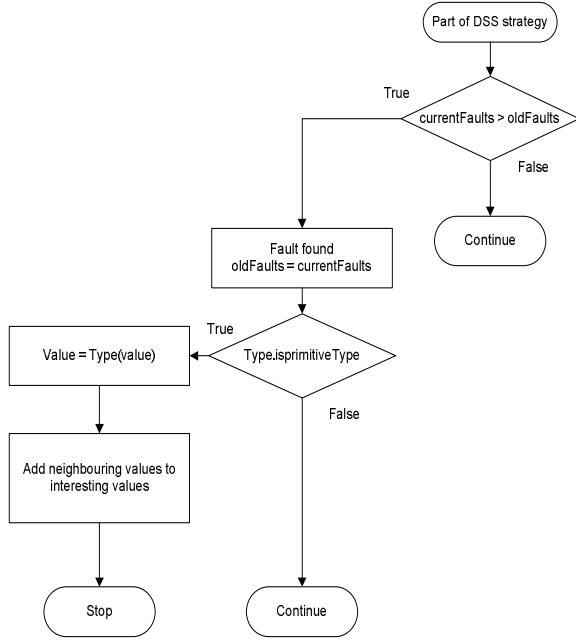 Part of DSS strategy
True
currentFaults > oldFaults
False
Continue
Fault found
oldFaults = currentFaults
True
Value = Type(value)
Type.isprimitiveType
False
Add neighbouring values to
interesting values
Stop
Continue